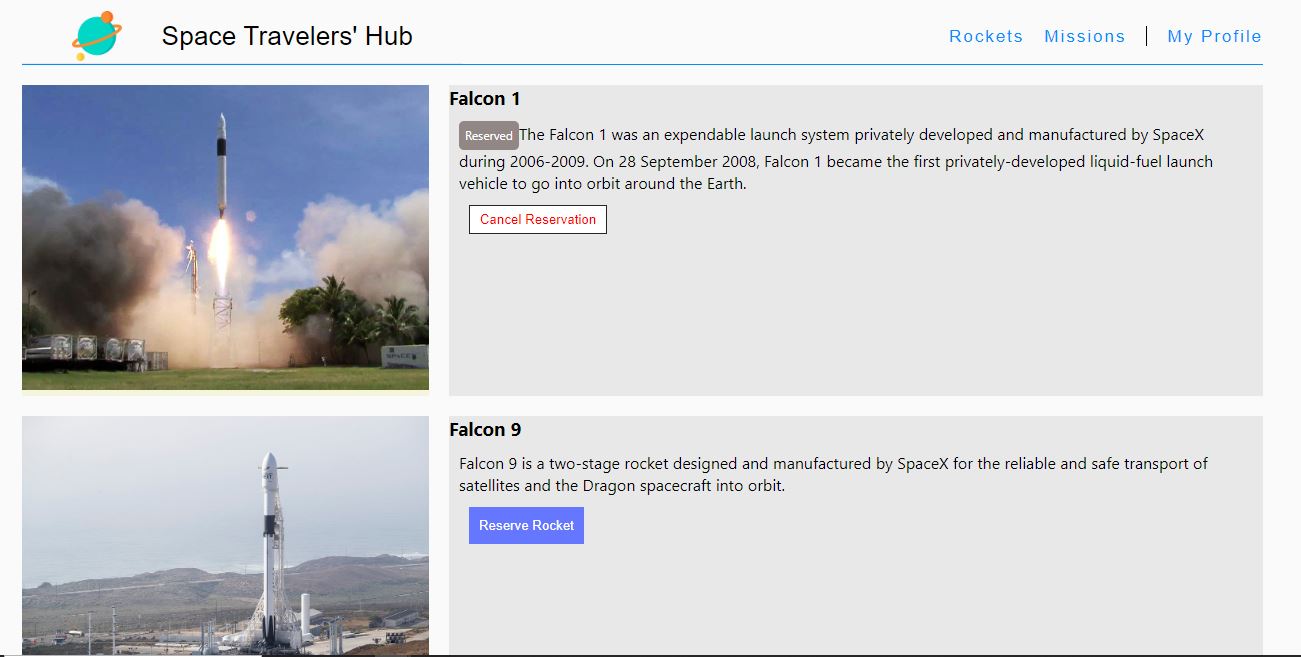 Space Travelers' Hub
Rockets Missions My Profile
Falcon 1
Reserved The Falcon 1 was an expendable launch system privately developed and manufactured by SpaceX
during 2006-2009. On 28 September 2008, Falcon 1 became the first privately-developed liquid-fuel launch
vehicle to go into orbit around the Earth.
Cancel Reservation
Falcon 9
Falcon 9 is a two-stage rocket designed and manufactured by SpaceX for the reliable and safe transport of
satellites and the Dragon spacecraft into orbit.
Reserve Rocket